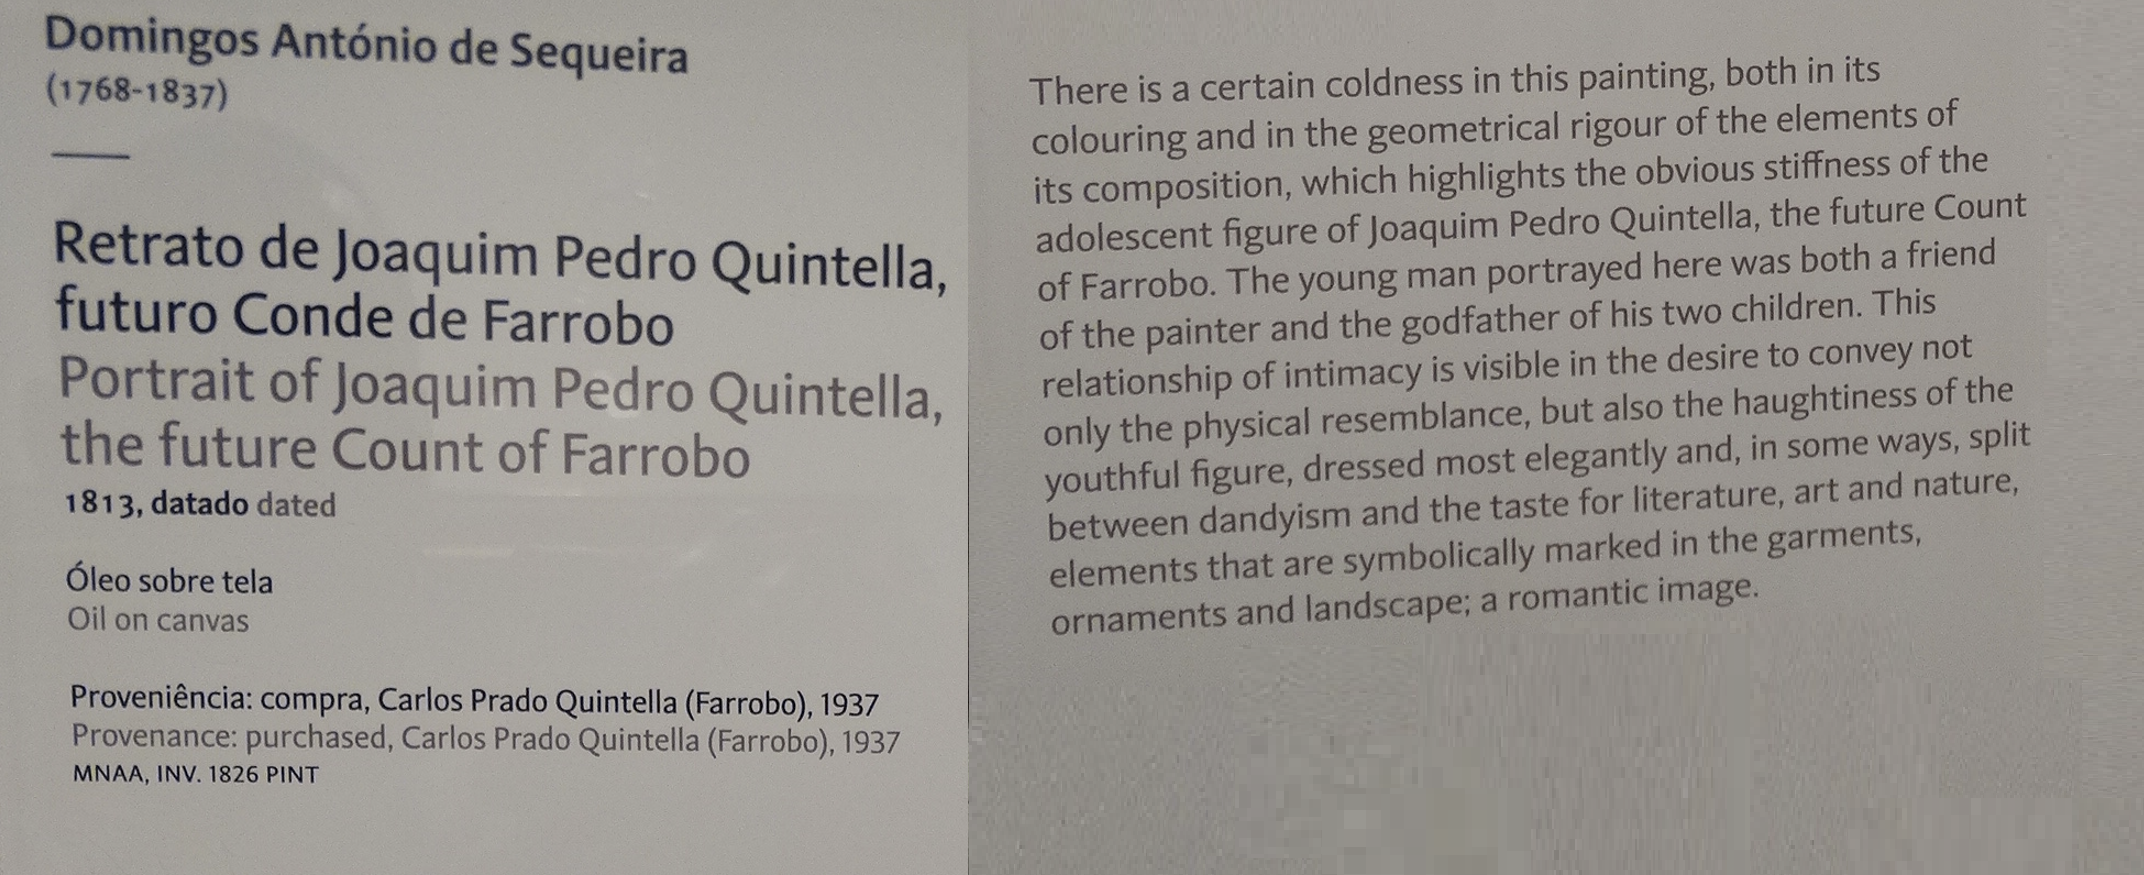 Domingos António de Sequeira
(1768-1837)
Retrato de Joaquim Pedro Quintella,
futuro Conde de Farrobo
Portrait of Joaquim Pedro Quintella,
the future Count of Farrobo
1813, datado dated
Óleo sobre tela
Oil on canvas
Proveniência: compra, Carlos Prado Quintella (Farrobo), 1937
Provenance: purchased, Carlos Prado Quintella (Farrobo), 1937
MNAA, INV. 1826 PINT
There is a certain coldness in this painting, both in its
colouring and in the geometrical rigour of the elements of
its composition, which highlights the obvious stiffness of the
adolescent figure of Joaquim Pedro Quintella, the future Count
of Farrobo. The young man portrayed here was both a friend
of the painter and the godfather of his two children. This
relationship of intimacy is visible in the desire to convey not
only the physical resemblance, but also the haughtiness of the
youthful figure, dressed most elegantly and, in some ways, split
between dandyism and the taste for literature, art and nature,
elements that are symbolically marked in the garments,
ornaments and landscape; a romantic image.